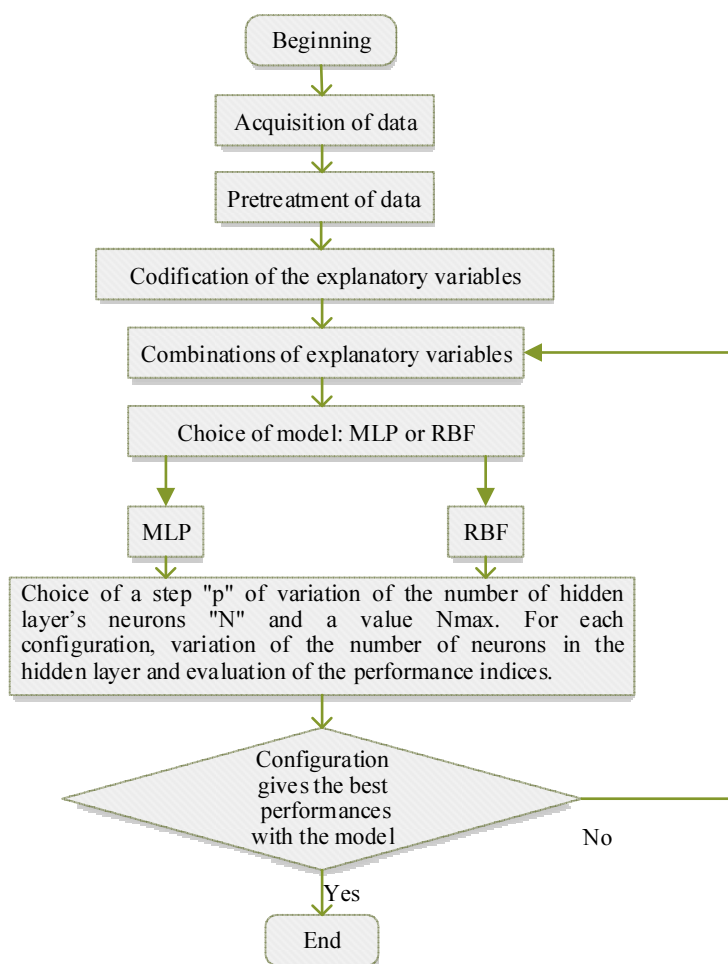 Beginning
Acquisition of data
Pretreatment of data
Codification of the explanatory variables
Combinations of explanatory variables
Choice of model: MLP or RBF
MLP
RBF
Choice of a step "p" of variation of the number of hidden
layer's neurons "N" and a value Nmax. For each
configuration, variation of the number of neurons in the
hidden layer and evaluation of the performance indices.
Configuration
gives the best
performances
with the model
No
Yes
End